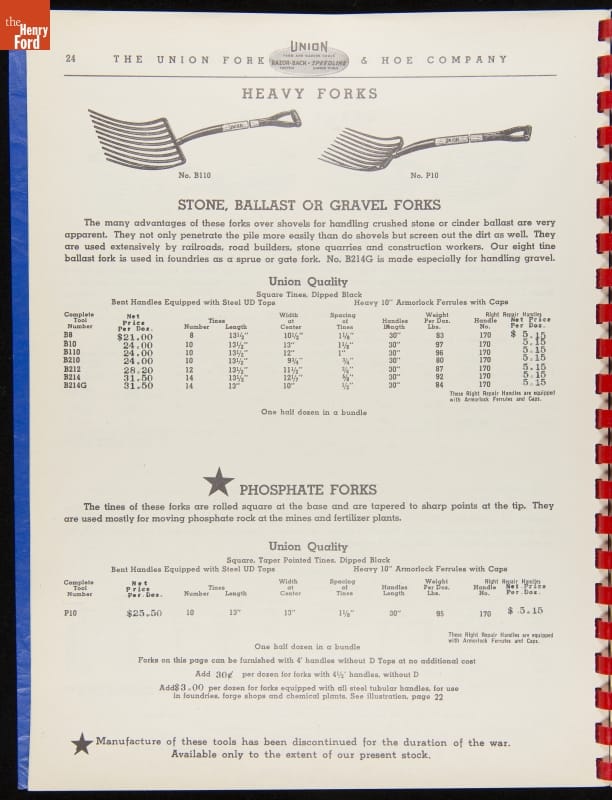 the
Henry
Ford
24 THE UNION FORK & HOE COMPANY
UNION
RAZOR-BACK SPEEDLINE
HEAVY FORKS
No. B110 No. P10
STONE, BALLAST OR GRAVEL FORKS
The many advantages of these forks over shovels for handling crushed stone or cinder ballast are very
apparent. They not only penetrate the pile more easily than do shovels but screen out the dirt as well. They
are used extensively by railroads, road builders, stone quarries and construction workers. Our eight tine
ballast fork is used in foundries as a sprue or gate fork. No. B214G is made especially for handling gravel.
Union Quality
Square Tines, Dipped Black
Bent Handles Equipped with Steel UD Tops Heavy 10" Armorlock Ferrules with Caps
Complete Net Width Spacing Weight Right Repair Handles
Tool Price Tines at of Handles Per Doz. Handle Net Price
Number Per Doz. Number Length Center Tines Length Lbs. No. Per Doz.
B8 $21.00 8 13½" 10½" 1⅛" 30" 83 170 $ 5.15
B10 24.00 10 13½" 13" 1⅛" 30" 97 170 5.15
B110 24.00 10 13½" 12" 1" 30" 96 170 5.15
B210 24.00 10 13½" 9¾" ¾" 30" 80 170 5.15
B212 28.20 12 13½" 11½" 30" 87 170 5.15
B214 31.50 14 13½" 12½" 30" 92 170 5.15
B214G 31.50 14 13" 10" ½" 30" 84 170 5.15
These Right Repair Handles are equipped
with Armorlock Ferrules and Caps.
One half dozen in a bundle
PHOSPHATE FORKS
The tines of these forks are rolled square at the base and are tapered to sharp points at the tip. They
are used mostly for moving phosphate rock at the mines and fertilizer plants.
Union Quality
Square, Taper Pointed Tines, Dipped Black
Bent Handles Equipped with Steel UD Tops Heavy 10" Armorlock Ferrules with Caps
Complete Net Width Spacing Weight Right Repair Handles
Tool Price Tines at of Handles Per Doz. Handle Net Price
Number Per Doz. Number Length Center Tines Length Lbs. No. Per Doz.
P10 $25.50 10 13" 13" 1⅛" 30" 95 170 $ 5.15
These Right Repair Handles are equipped
with Armorlock Ferrules and Caps.
One half dozen in a bundle
Forks on this page can be furnished with 4' handles without D Tops at no additional cost
Add 30¢ per dozen for forks with 4½' handles, without D
Add $3.00 per dozen for forks equipped with all steel tubular handles, for use
in foundries, forge shops and chemical plants. See illustration, page 22
Manufacture of these tools has been discontinued for the duration of the war.
Available only to the extent of our present stock.